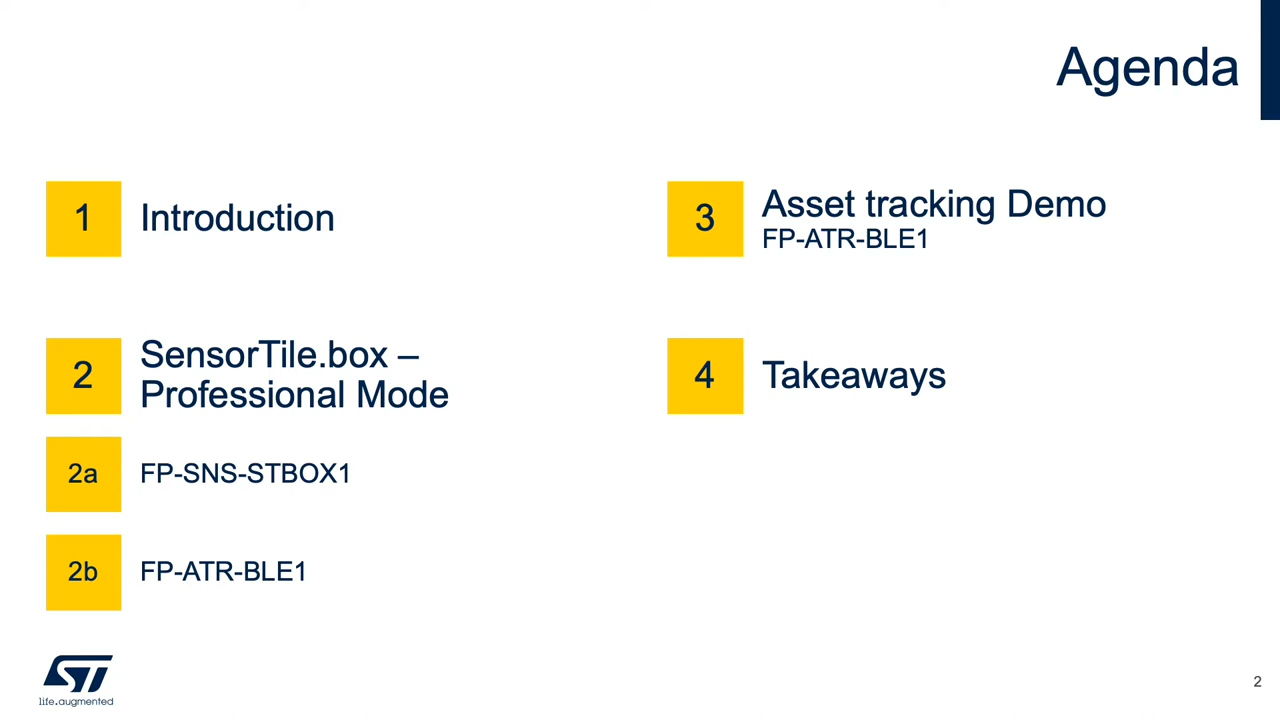 Agenda
1
Introduction
2
SensorTile.box –
Professional Mode
2a
FP-SNS-STBOX1
2b
FP-ATR-BLE1
3
Asset tracking Demo
FP-ATR-BLE1
4
Takeaways
ST
life.augmented
2